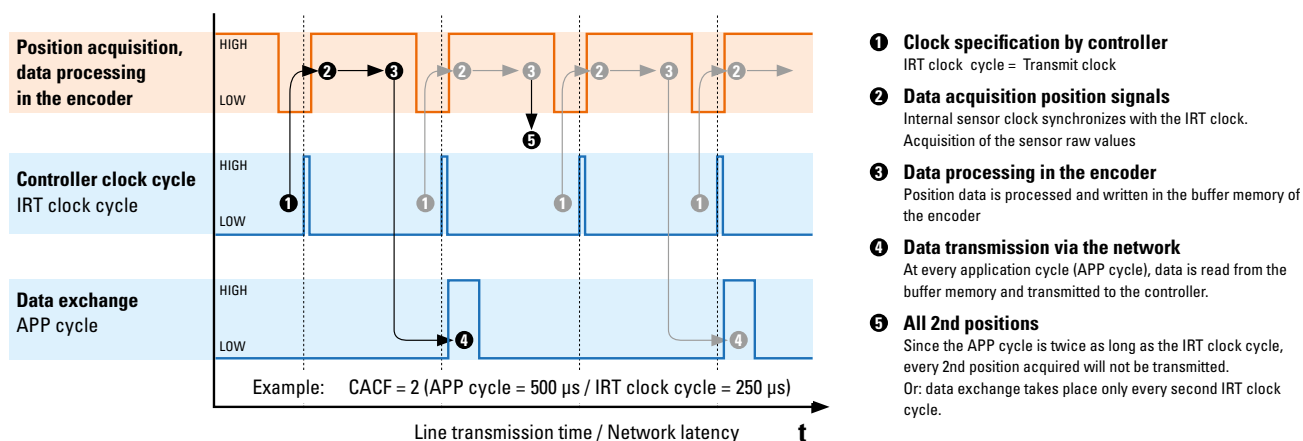 Position acquisition,
data processing
in the encoder
HIGH
LOW
2
3
2
3
2
3
2
5
Controller clock cycle
IRT clock cycle
HIGH
LOW
1
1
1
1
Data exchange
APP cycle
HIGH
LOW
4
4
Example: CACF = 2 (APP cycle = 500 µs / IRT clock cycle = 250 µs)
Line transmission time / Network latency t
1 Clock specification by controller
IRT clock cycle = Transmit clock
2 Data acquisition position signals
Internal sensor clock synchronizes with the IRT clock.
Acquisition of the sensor raw values
3 Data processing in the encoder
Position data is processed and written in the buffer memory of
the encoder
4 Data transmission via the network
At every application cycle (APP cycle), data is read from the
buffer memory and transmitted to the controller.
5 All 2nd positions
Since the APP cycle is twice as long as the IRT clock cycle,
every 2nd position acquired will not be transmitted.
Or: data exchange takes place only every second IRT clock
cycle.